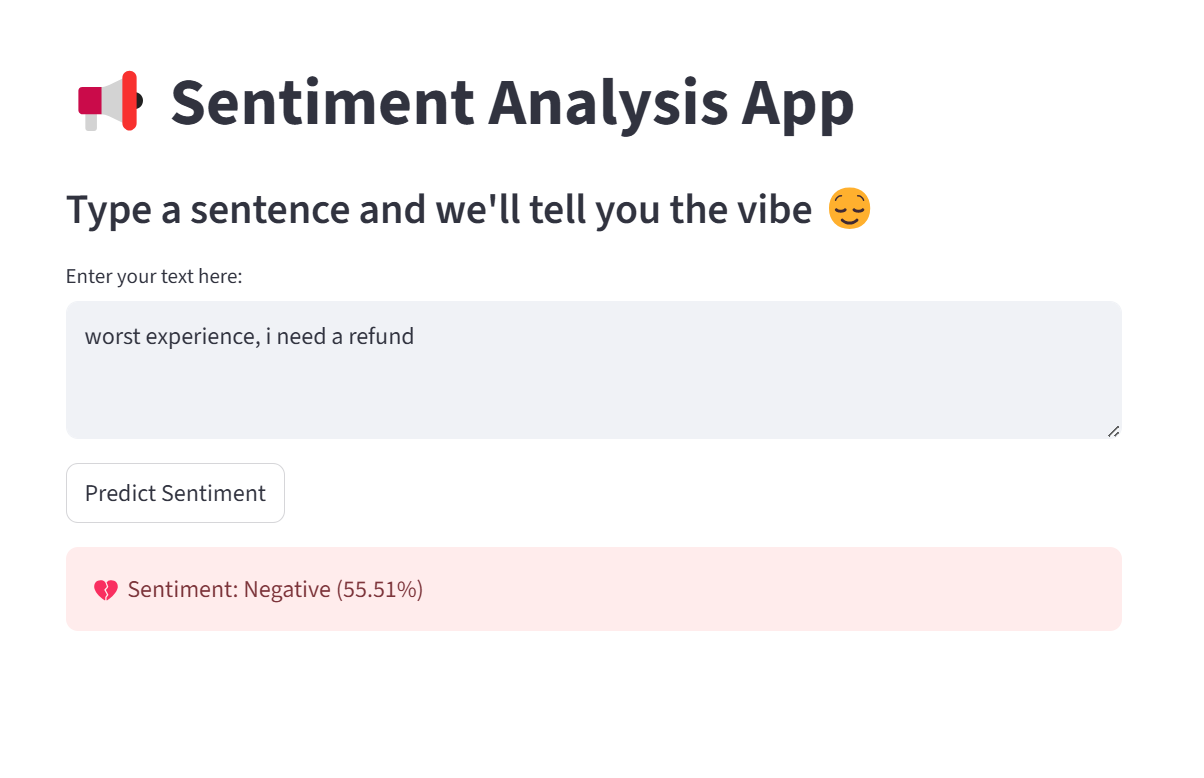 📢 Sentiment Analysis App
Type a sentence and we'll tell you the vibe 😌
Enter your text here:
worst experience, i need a refund
Predict Sentiment
💔 Sentiment: Negative (55.51%)